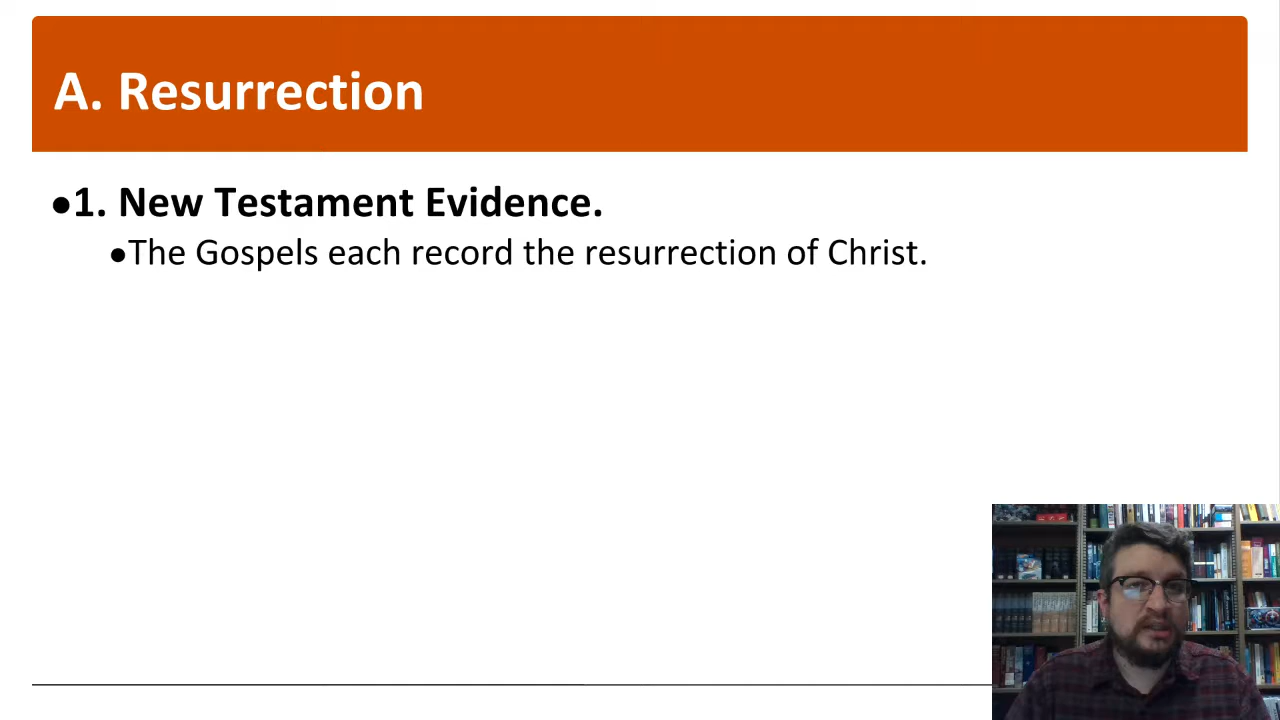 A. Resurrection
●1. New Testament Evidence.
●The Gospels each record the resurrection of Christ.